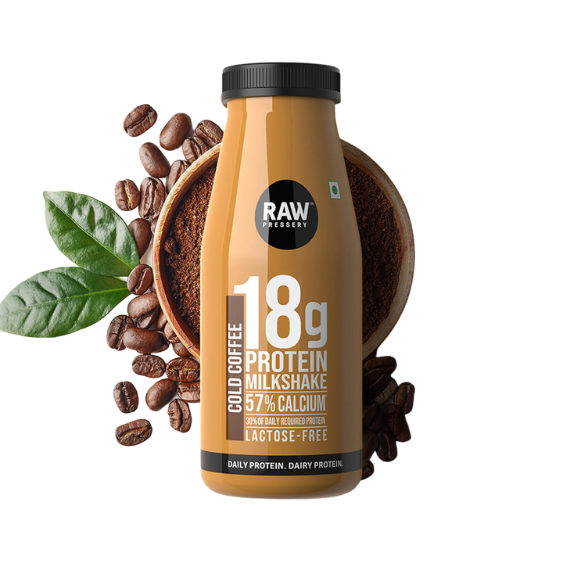 RAW™
PRESSERY
COLD COFFEE
18g
PROTEIN
MILKSHAKE
57% CALCIUM
30% OF DAILY REQUIRED PROTEIN
LACTOSE-FREE
DAILY PROTEIN. DAIRY PROTEIN.